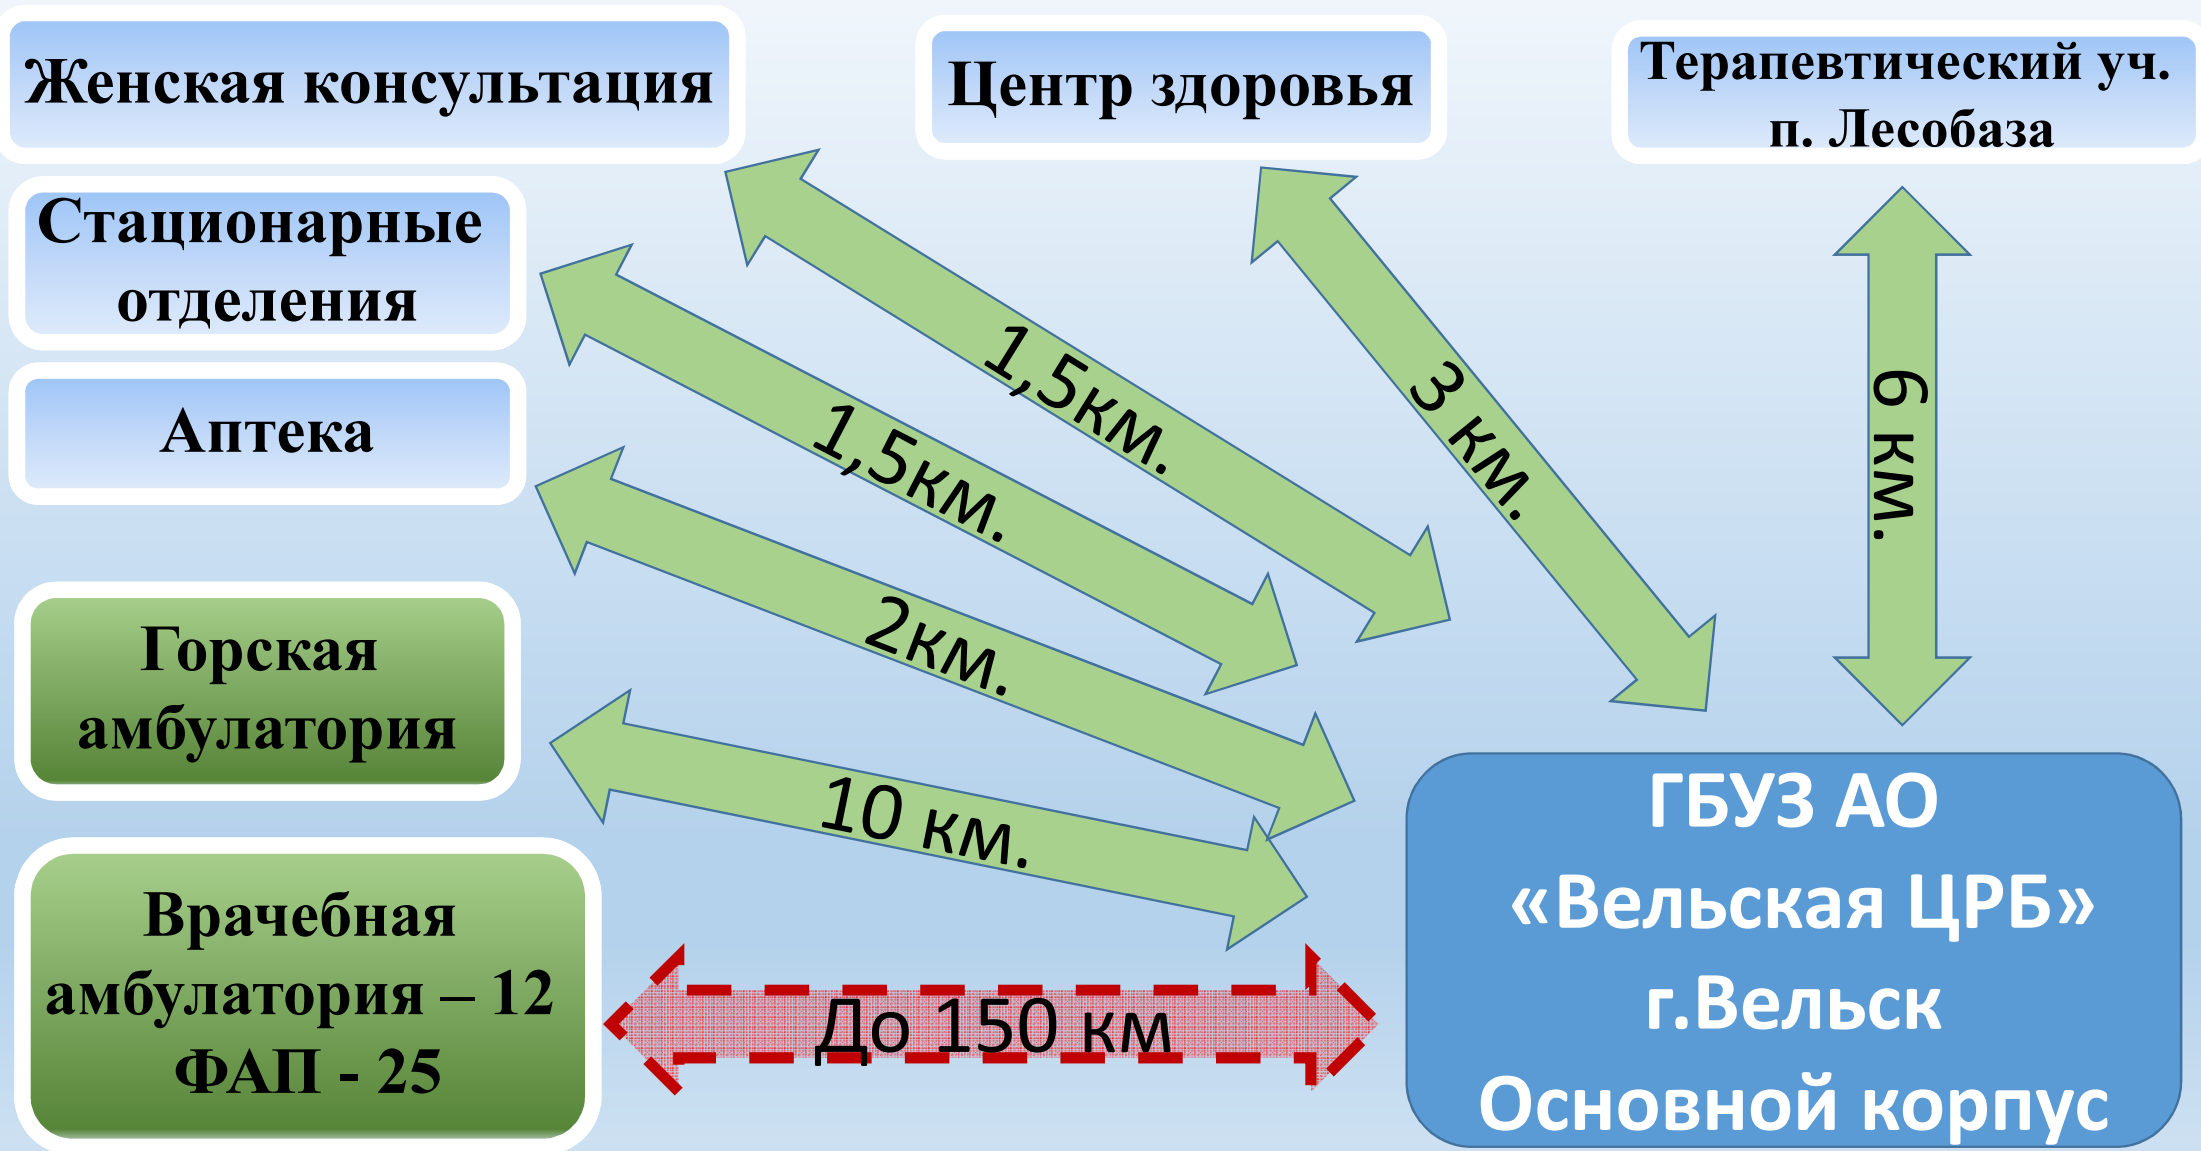 Женская консультация
Центр здоровья
Терапевтический уч.
п. Лесобаза
Стационарные
отделения
Аптека
Горская
амбулатория
Врачебная
амбулатория – 12
ФАП - 25
1,5км.
1,5км.
3 км.
6 км.
2км.
10 км.
До 150 км
ГБУЗ АО
«Вельская ЦРБ»
г.Вельск
Основной корпус